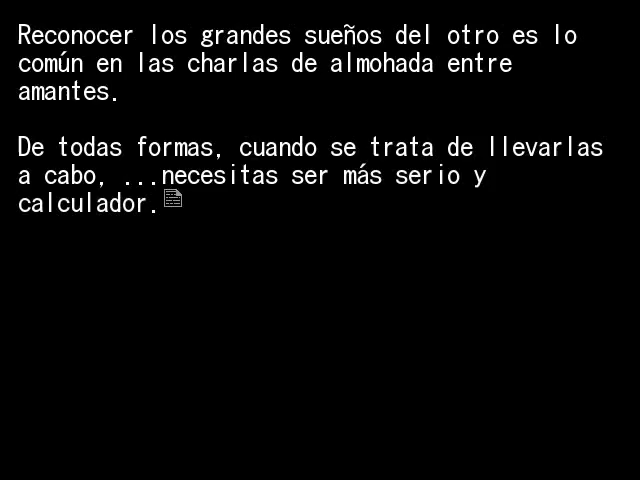 Reconocer los grandes sueños del otro es lo
común en las charlas de almohada entre
amantes.
De todas formas, cuando se trata de llevarlas
a cabo, ...necesitas ser más serio y
calculador.